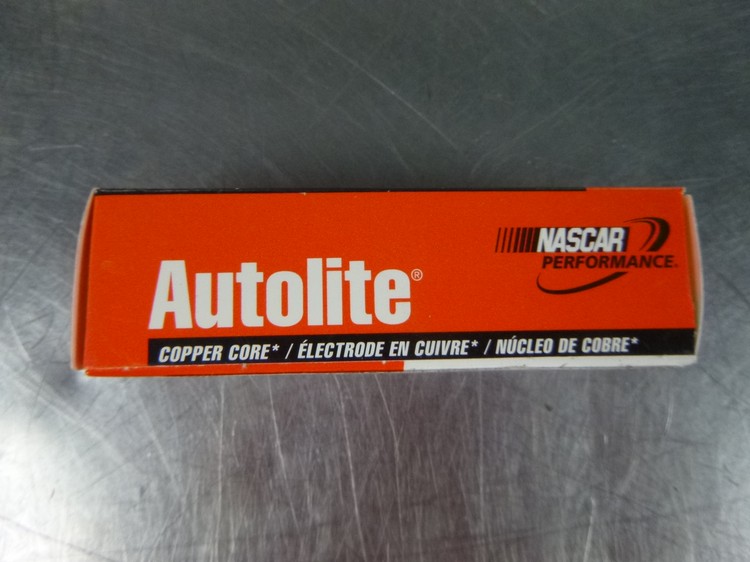 NASCAR
PERFORMANCE.
Autolite®
COPPER CORE* / ÉLECTRODE EN CUIVRE* / NÚCLEO DE COBRE*